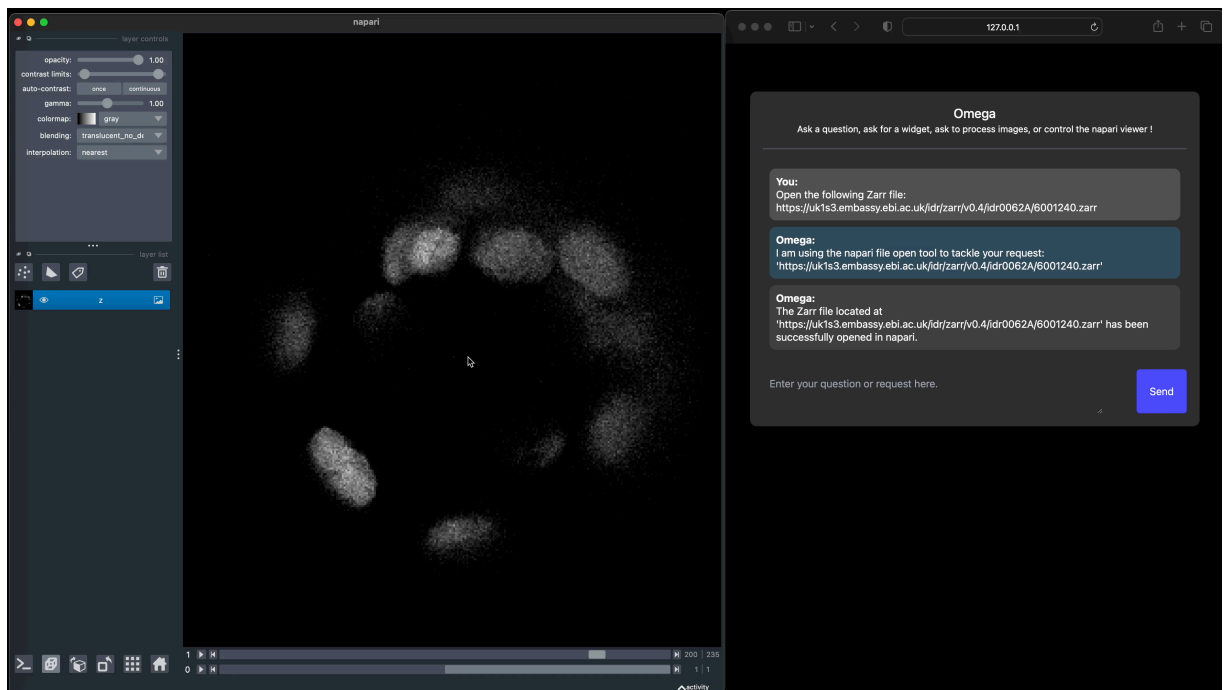 napari
layer controls
opacity: 1.00
contrast limits:
auto-contrast: once continuous
gamma: 1.00
colormap: gray
blending: translucent_no_de
interpolation: nearest
layer list
z
1 200 235
0 1 1
activity
127.0.0.1
Omega
Ask a question, ask for a widget, ask to process images, or control the napari viewer !
You:
Open the following Zarr file:
https://uk1s3.embassy.ebi.ac.uk/idr/zarr/v0.4/idr0062A/6001240.zarr
Omega:
I am using the napari file open tool to tackle your request:
'https://uk1s3.embassy.ebi.ac.uk/idr/zarr/v0.4/idr0062A/6001240.zarr'
Omega:
The Zarr file located at
'https://uk1s3.embassy.ebi.ac.uk/idr/zarr/v0.4/idr0062A/6001240.zarr' has been
successfully opened in napari.
Enter your question or request here.
Send